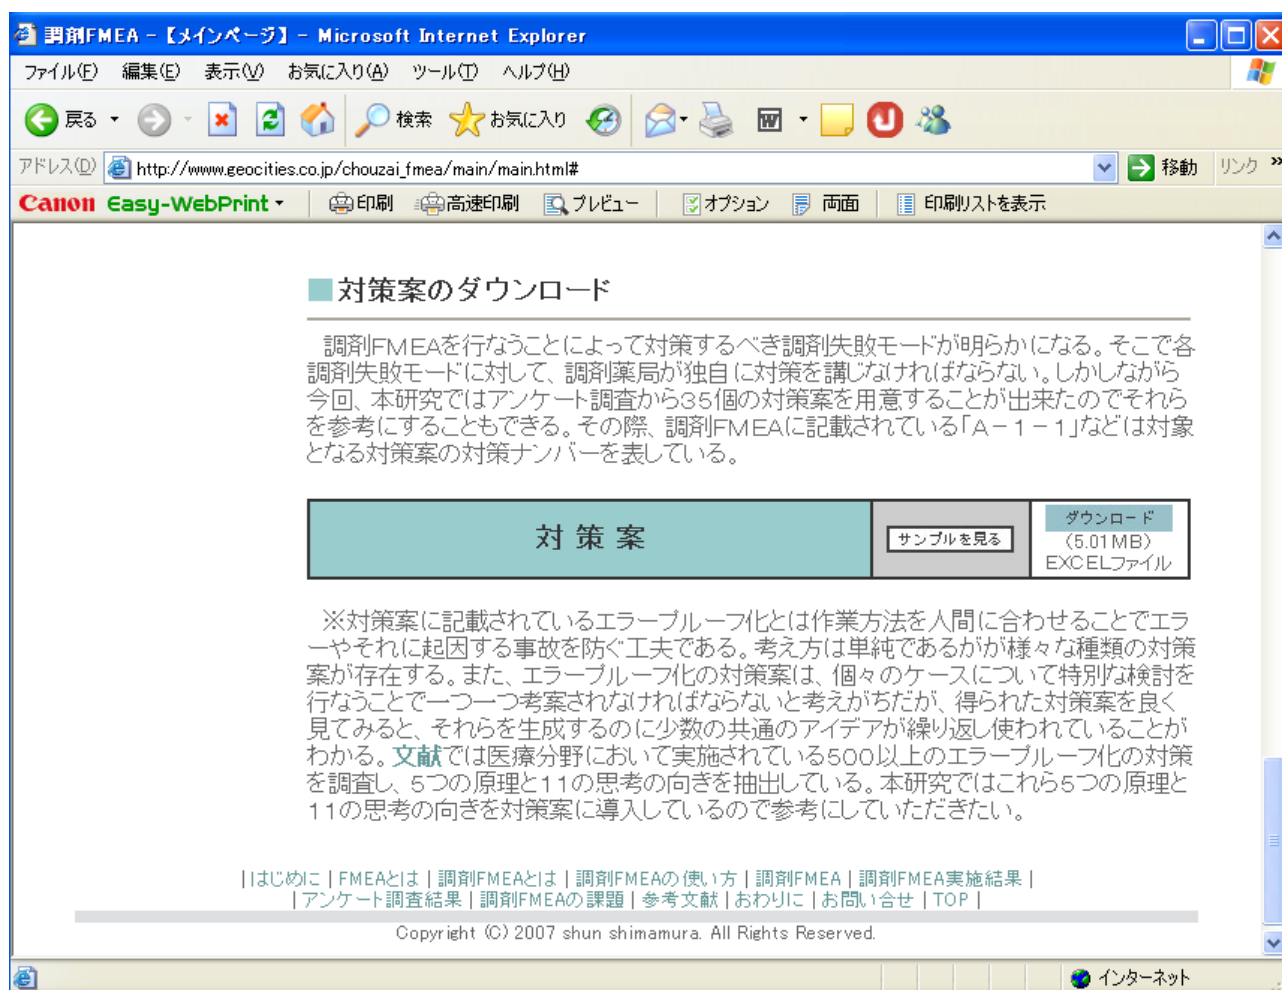 調剤FMEA - 【メインページ】 - Microsoft Internet Explorer
ファイル(F) 編集(E) 表示(V) お気に入り(A) ツール(T) ヘルプ(H)
戻る 検索 お気に入り
アドレス(D) http://www.geocities.co.jp/chouzai_fmea/main/main.html# 移動 リンク »
Canon Easy-WebPrint 印刷 高速印刷 プレビュー オプション 両面 印刷リストを表示
■対策案のダウンロード
調剤FMEAを行なうことによって対策するべき調剤失敗モードが明らかになる。そこで各
調剤失敗モードに対して、調剤薬局が独自に対策を講じなければならない。しかしながら
今回、本研究ではアンケート調査から35個の対策案を用意することが出来たのでそれら
を参考にすることもできる。その際、調剤FMEAに記載されている「A-1-1」などは対象
となる対策案の対策ナンバーを表している。
対 策 案
サンプルを見る
ダウンロード
(5.01MB)
EXCELファイル
※対策案に記載されているエラープルーフ化とは作業方法を人間に合わせることでエラ
ーやそれに起因する事故を防ぐ工夫である。考え方は単純であるがが様々な種類の対策
案が存在する。また、エラープルーフ化の対策案は、個々のケースについて特別な検討を
行なうことで一つ一つ考案されなければならないと考えがちだが、得られた対策案を良く
見てみると、それらを生成するのに少数の共通のアイデアが繰り返し使われていることが
わかる。文献では医療分野において実施されている500以上のエラープルーフ化の対策
を調査し、5つの原理と11の思考の向きを抽出している。本研究ではこれら5つの原理と
11の思考の向きを対策案に導入しているので参考にしていただきたい。
|はじめに | FMEAとは | 調剤FMEAとは | 調剤FMEAの使い方 | 調剤FMEA | 調剤FMEA実施結果 |
| アンケート調査結果 | 調剤FMEAの課題 | 参考文献 | おわりに | お問い合せ | TOP |
Copyright (C) 2007 shun shimamura. All Rights Reserved.
インターネット